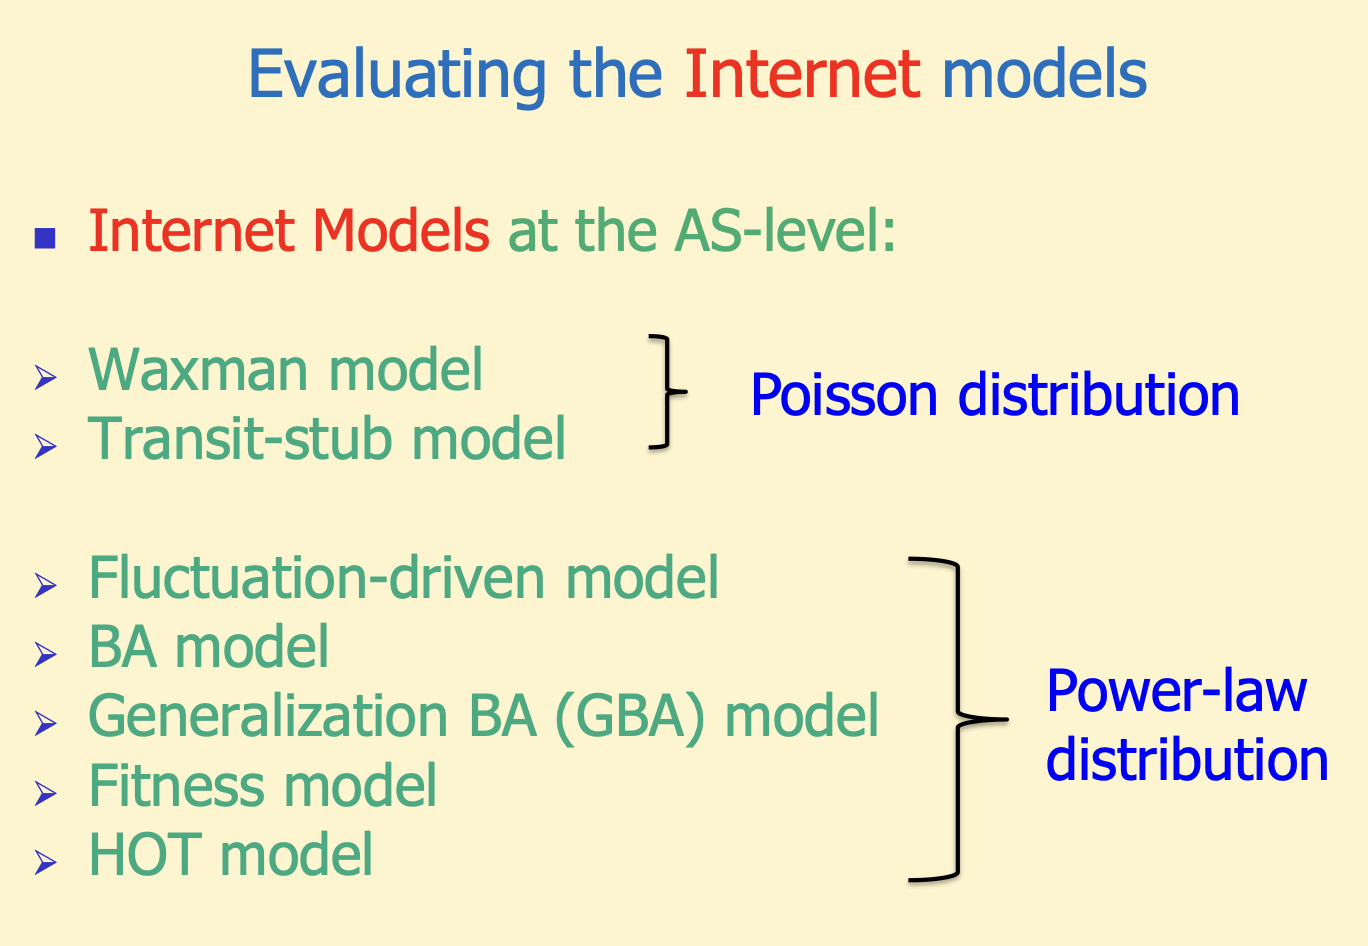 Evaluating the Internet models
Internet Models at the AS-level:
Waxman model
Transit-stub model
Poisson distribution
Fluctuation-driven model
BA model
Generalization BA (GBA) model
Fitness model
HOT model
Power-law
distribution